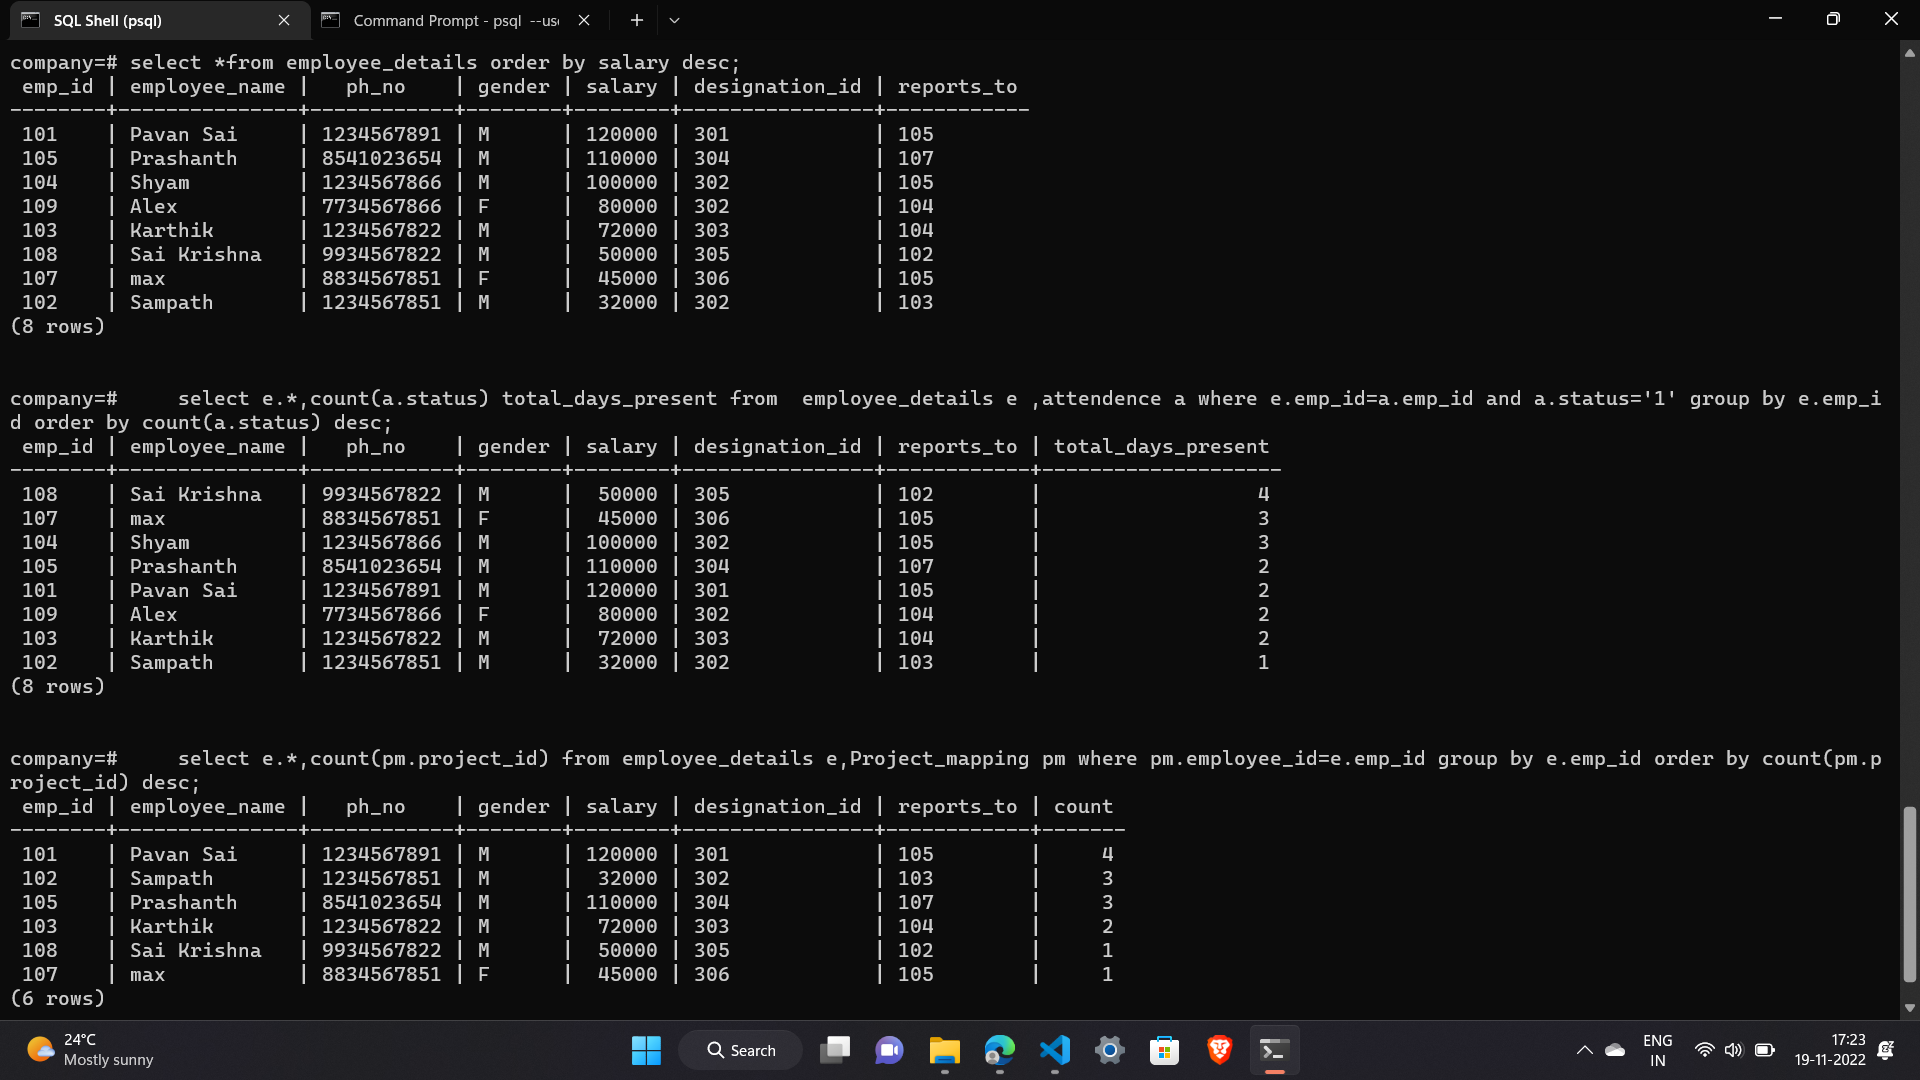 SQL Shell (psql)
Command Prompt - psql --us
company=# select *from employee_details order by salary desc;
 emp_id | employee_name |   ph_no    | gender | salary | designation_id | reports_to
--------+---------------+------------+--------+--------+----------------+------------
 101    | Pavan Sai     | 1234567891 | M      | 120000 | 301            | 105
 105    | Prashanth     | 8541023654 | M      | 110000 | 304            | 107
 104    | Shyam         | 1234567866 | M      | 100000 | 302            | 105
 109    | Alex          | 7734567866 | F      |  80000 | 302            | 104
 103    | Karthik       | 1234567822 | M      |  72000 | 303            | 104
 108    | Sai Krishna   | 9934567822 | M      |  50000 | 305            | 102
 107    | max           | 8834567851 | F      |  45000 | 306            | 105
 102    | Sampath       | 1234567851 | M      |  32000 | 302            | 103
(8 rows)
company=#     select e.*,count(a.status) total_days_present from  employee_details e ,attendence a where e.emp_id=a.emp_id and a.status='1' group by e.emp_i
d order by count(a.status) desc;
 emp_id | employee_name |   ph_no    | gender | salary | designation_id | reports_to | total_days_present
--------+---------------+------------+--------+--------+----------------+------------+--------------------
 108    | Sai Krishna   | 9934567822 | M      |  50000 | 305            | 102        |                  4
 107    | max           | 8834567851 | F      |  45000 | 306            | 105        |                  3
 104    | Shyam         | 1234567866 | M      | 100000 | 302            | 105        |                  3
 105    | Prashanth     | 8541023654 | M      | 110000 | 304            | 107        |                  2
 101    | Pavan Sai     | 1234567891 | M      | 120000 | 301            | 105        |                  2
 109    | Alex          | 7734567866 | F      |  80000 | 302            | 104        |                  2
 103    | Karthik       | 1234567822 | M      |  72000 | 303            | 104        |                  2
 102    | Sampath       | 1234567851 | M      |  32000 | 302            | 103        |                  1
(8 rows)
company=#     select e.*,count(pm.project_id) from employee_details e,Project_mapping pm where pm.employee_id=e.emp_id group by e.emp_id order by count(pm.p
roject_id) desc;
 emp_id | employee_name |   ph_no    | gender | salary | designation_id | reports_to | count
--------+---------------+------------+--------+--------+----------------+------------+-------
 101    | Pavan Sai     | 1234567891 | M      | 120000 | 301            | 105        |     4
 102    | Sampath       | 1234567851 | M      |  32000 | 302            | 103        |     3
 105    | Prashanth     | 8541023654 | M      | 110000 | 304            | 107        |     3
 103    | Karthik       | 1234567822 | M      |  72000 | 303            | 104        |     2
 108    | Sai Krishna   | 9934567822 | M      |  50000 | 305            | 102        |     1
 107    | max           | 8834567851 | F      |  45000 | 306            | 105        |     1
(6 rows)
24°C
Mostly sunny
Search
ENG
IN
17:23
19-11-2022